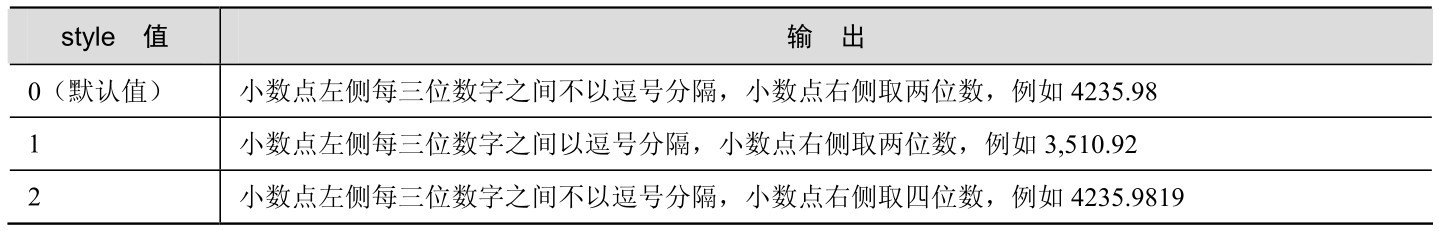 style 值 输 出
0（默认值） 小数点左侧每三位数字之间不以逗号分隔，小数点右侧取两位数，例如 4235.98
1 小数点左侧每三位数字之间以逗号分隔，小数点右侧取两位数，例如 3,510.92
2 小数点左侧每三位数字之间不以逗号分隔，小数点右侧取四位数，例如 4235.9819